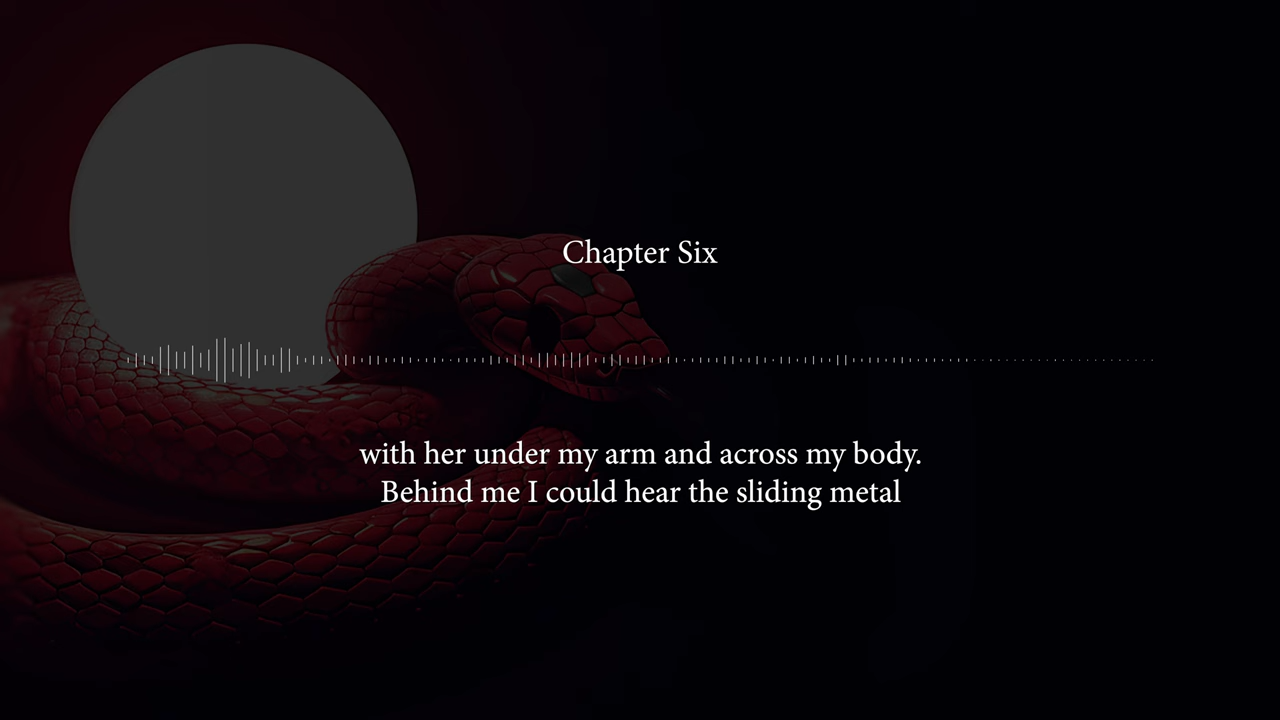 Chapter Six
with her under my arm and across my body.
Behind me I could hear the sliding metal